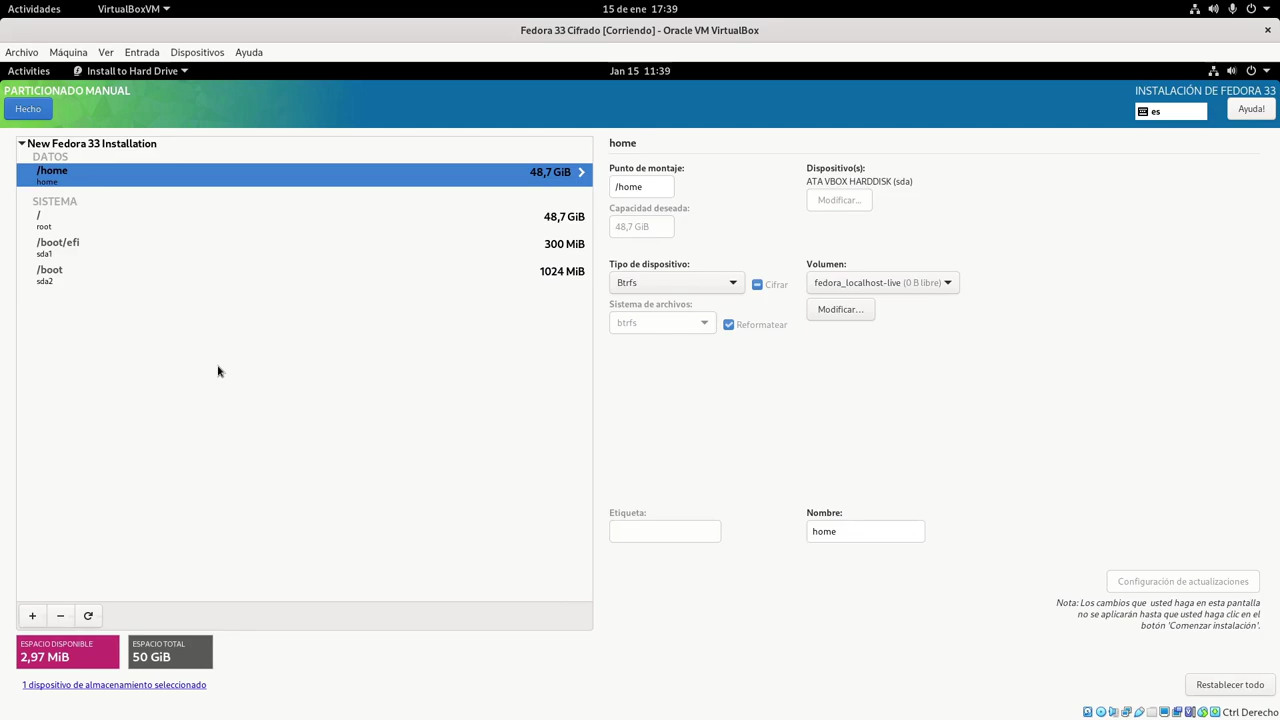 Actividades VirtualBoxVM 15 de ene 17:39
Fedora 33 Cifrado [Corriendo] - Oracle VM VirtualBox ×
Archivo Máquina Ver Entrada Dispositivos Ayuda
Activities Install to Hard Drive Jan 15 11:39
PARTICIONADO MANUAL INSTALACIÓN DE FEDORA 33
Hecho es Ayuda!
New Fedora 33 Installation
DATOS
/home 48,7 GiB
home
SISTEMA
/ 48,7 GiB
root
/boot/efi 300 MiB
sda1
/boot 1024 MiB
sda2
+ −
ESPACIO DISPONIBLE
2,97 MiB
ESPACIO TOTAL
50 GiB
1 dispositivo de almacenamiento seleccionado
home
Punto de montaje: Dispositivo(s):
/home ATA VBOX HARDDISK (sda)
Modificar...
Capacidad deseada:
48,7 GiB
Tipo de dispositivo: Volumen:
Btrfs Cifrar fedora_localhost-live (0 B libre)
Sistema de archivos: Modificar...
btrfs Reformatear
Etiqueta: Nombre:
home
Configuración de actualizaciones
Nota: Los cambios que usted haga en esta pantalla
no se aplicarán hasta que usted haga clic en el
botón 'Comenzar instalación'.
Restablecer todo
Ctrl Derecho